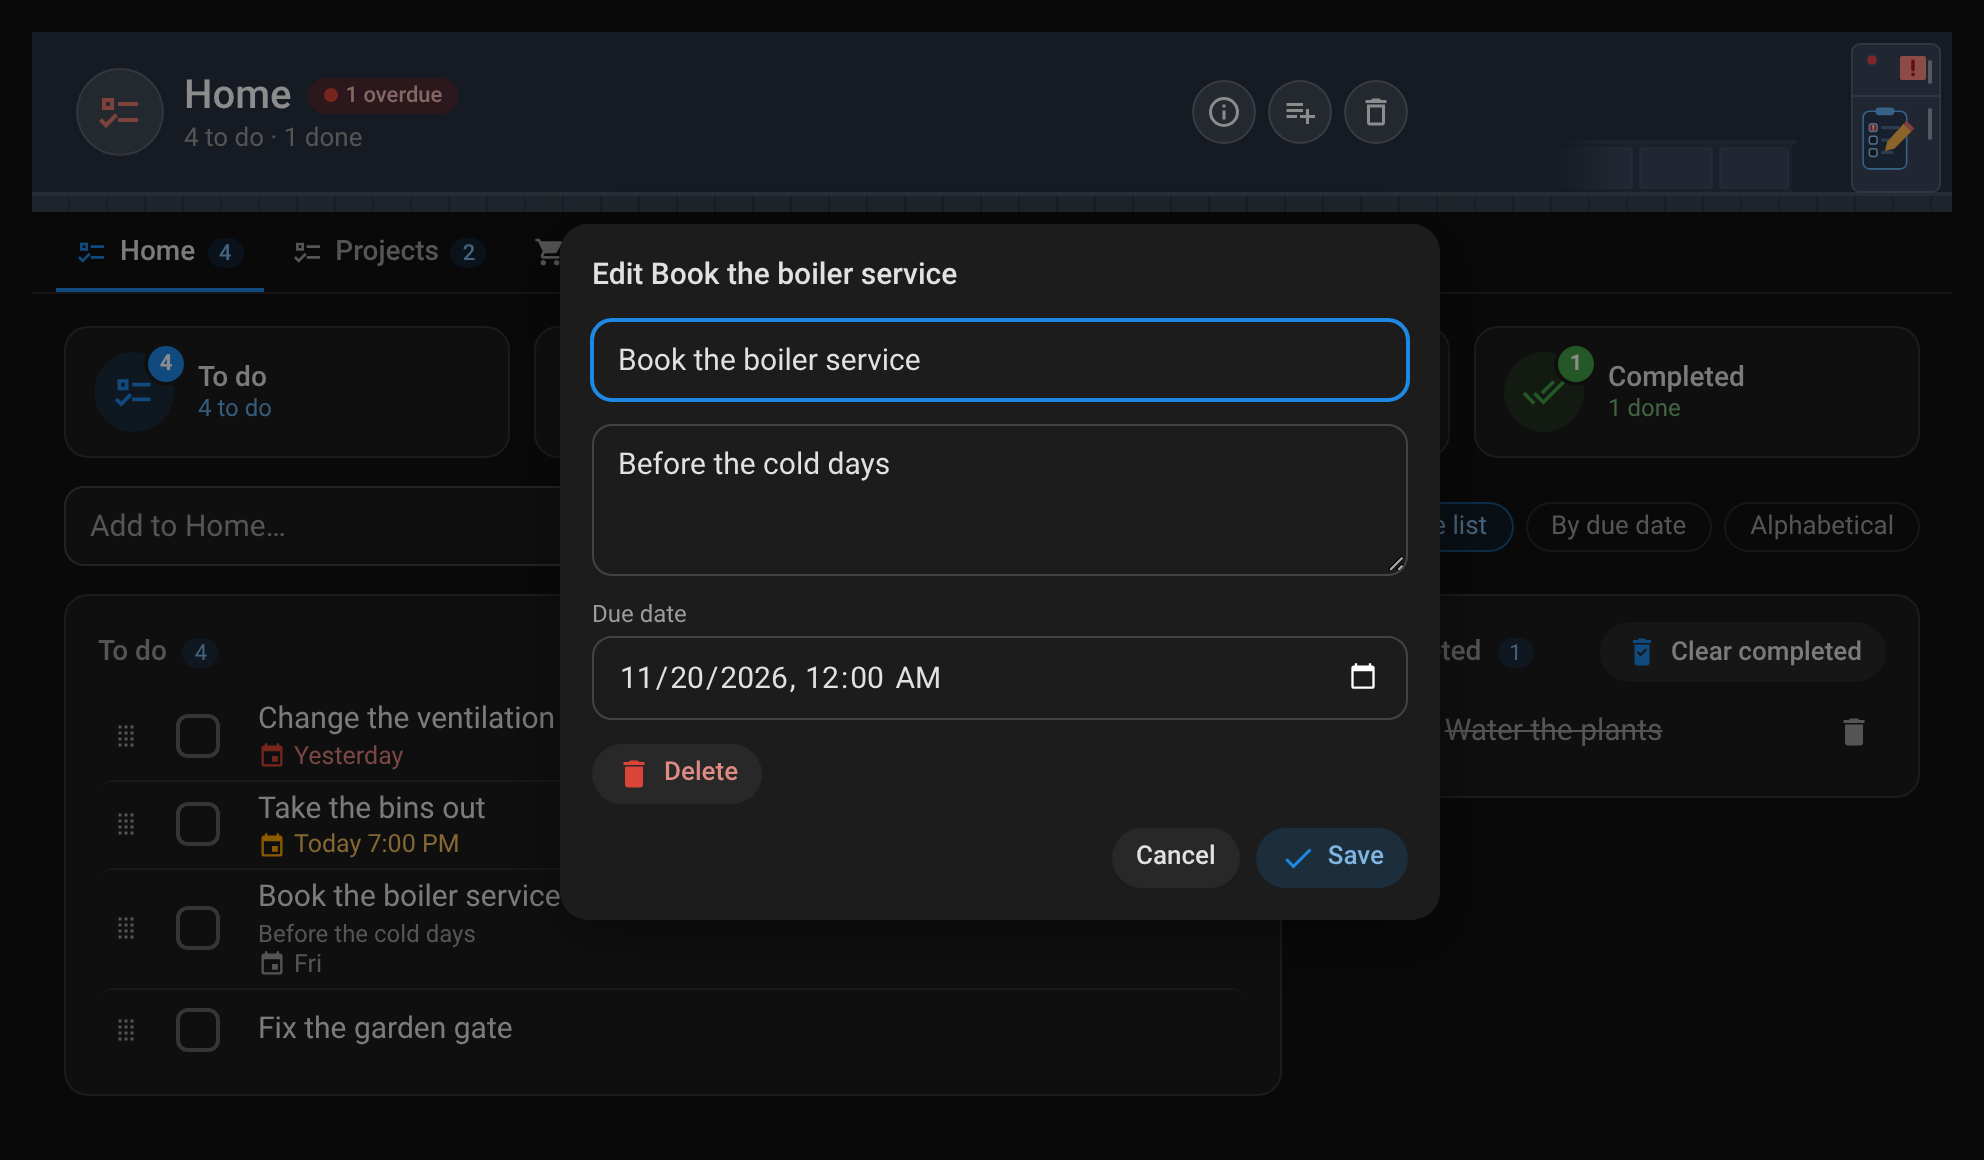 Home
1 overdue
4 to do · 1 done
Home 4
Projects 2
To do
4
4 to do
Completed
1
1 done
Add to Home...
list
By due date
Alphabetical
Edit Book the boiler service
Book the boiler service
Before the cold days
Due date
11/20/2026, 12:00 AM
Delete
Cancel
Save
To do 4
Change the ventilation
Yesterday
Take the bins out
Today 7:00 PM
Book the boiler service
Before the cold days
Fri
Fix the garden gate
1
Clear completed
Water the plants